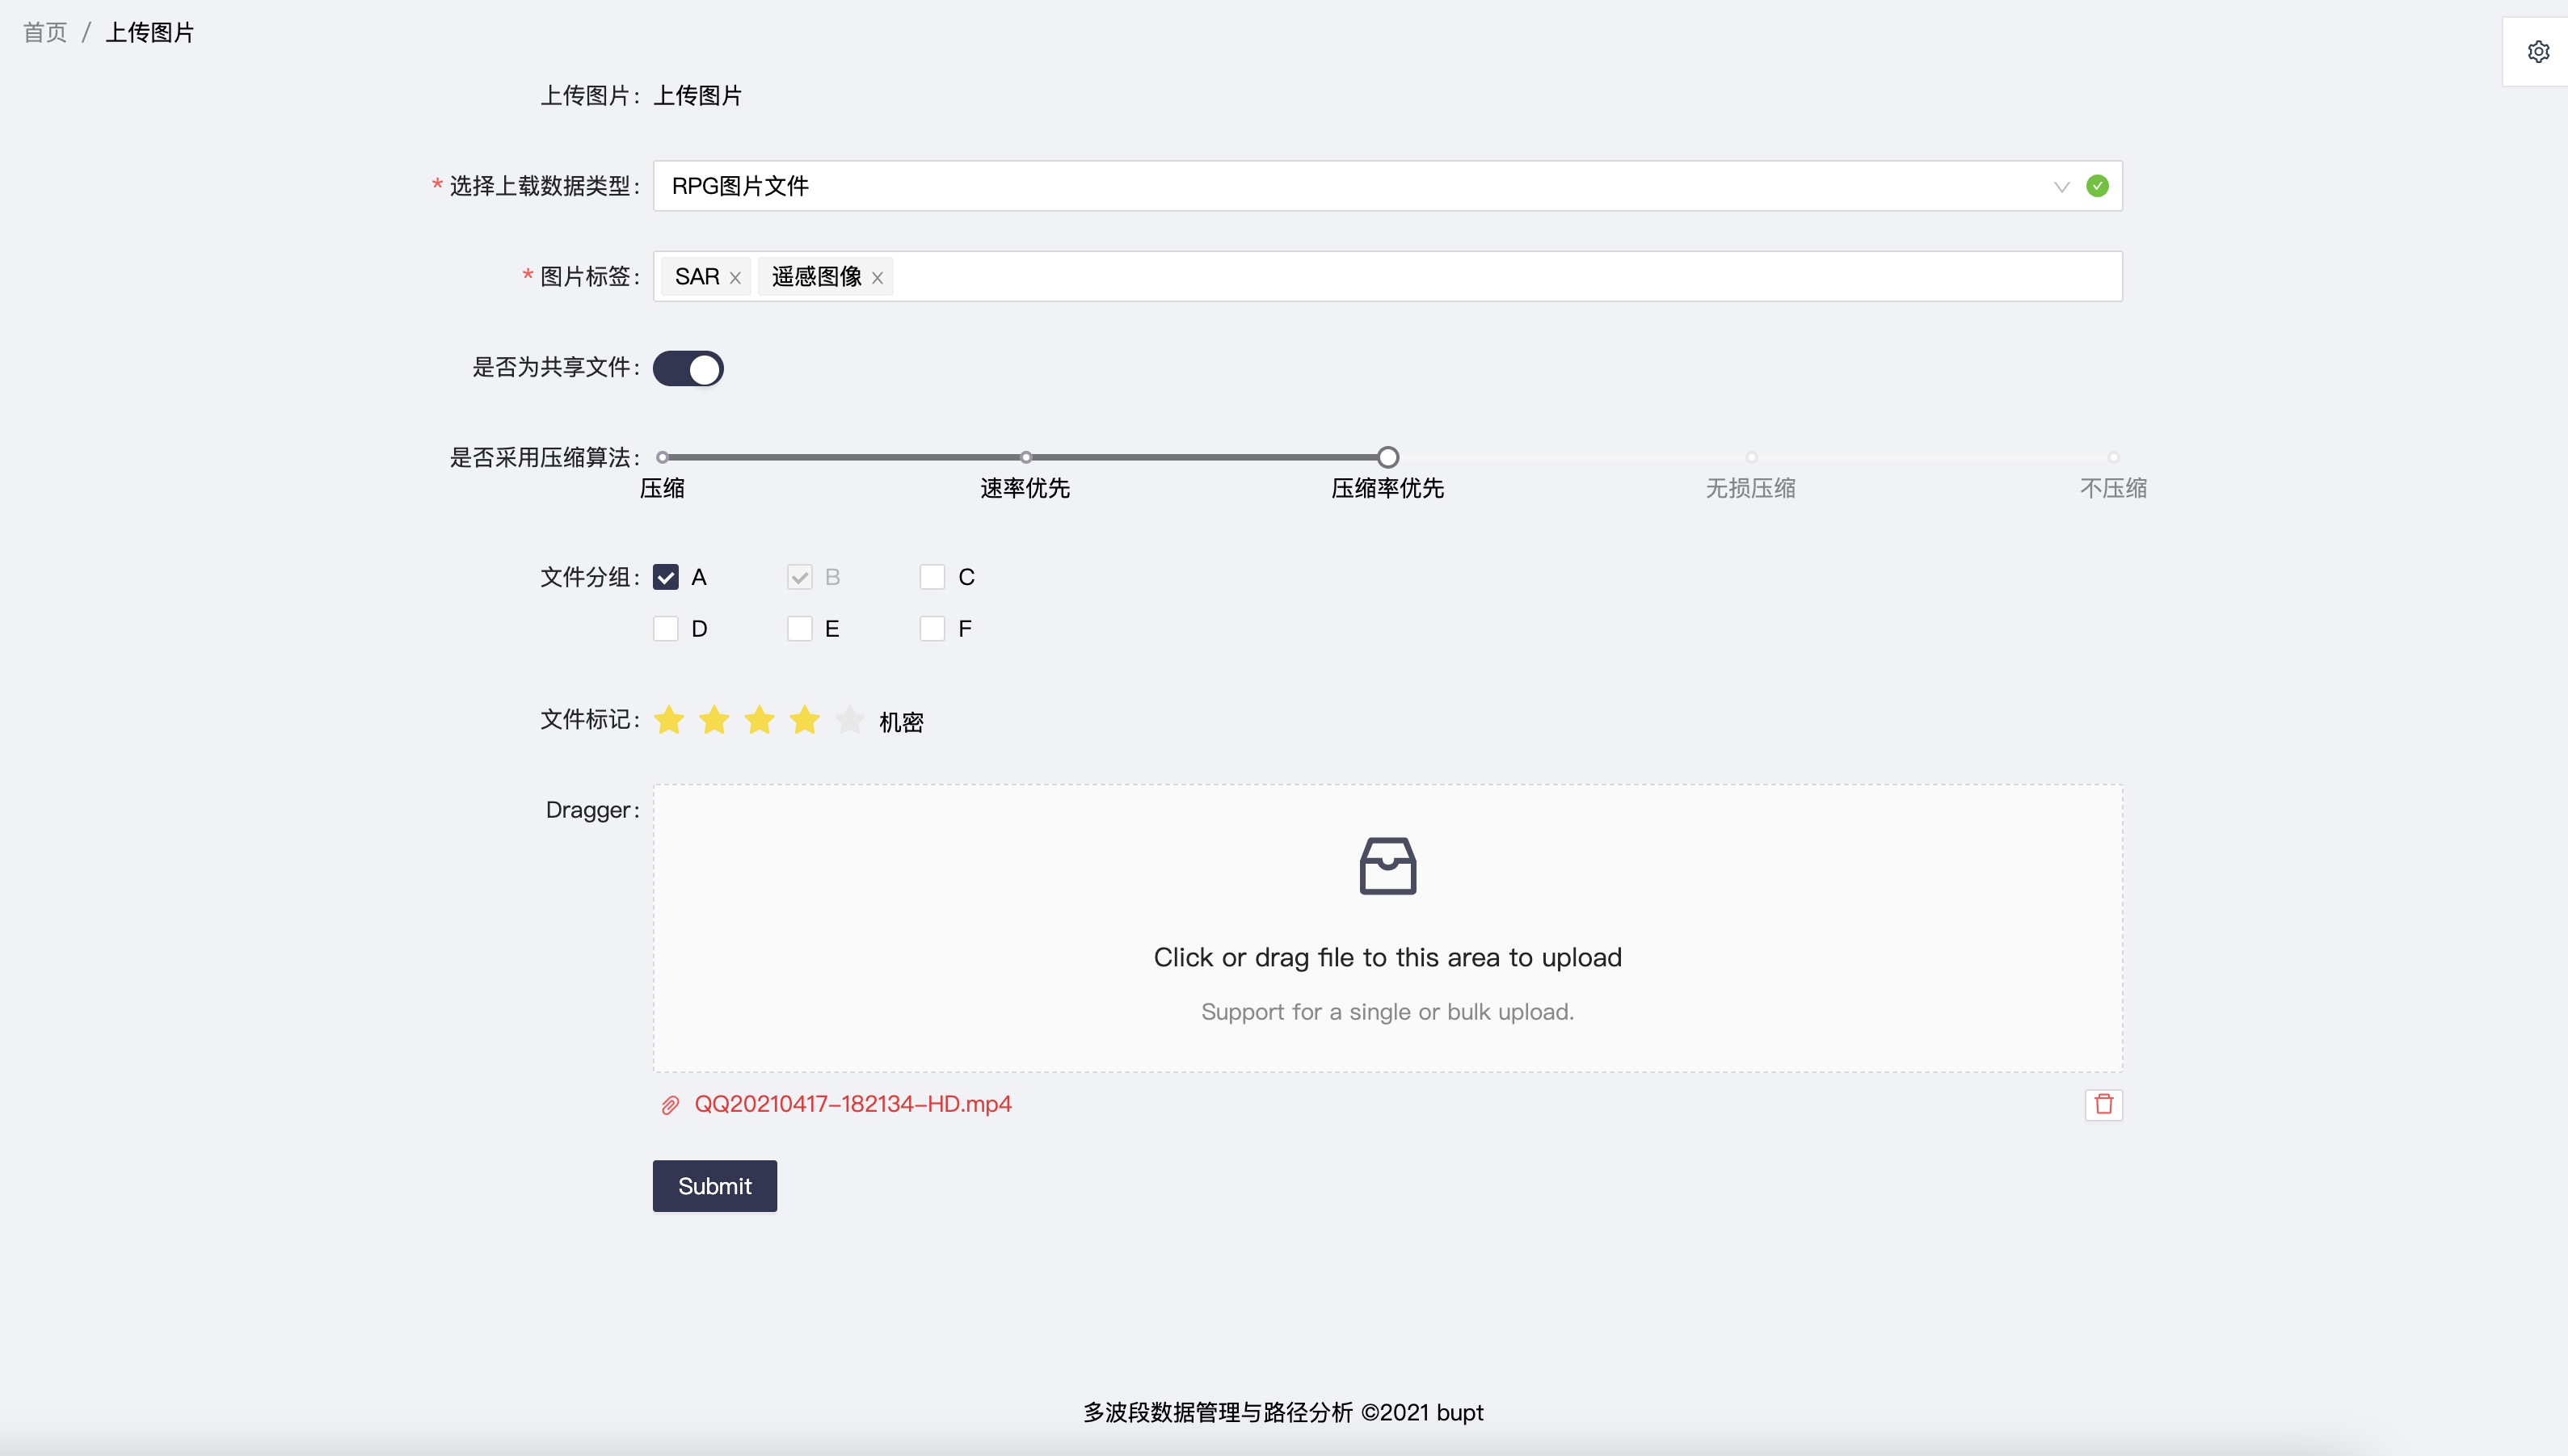 首页 / 上传图片
上传图片: 上传图片
* 选择上载数据类型: RPG图片文件
* 图片标签: SAR 遥感图像
是否为共享文件:
是否采用压缩算法:
压缩 速率优先 压缩率优先 无损压缩 不压缩
文件分组: A B C
D E F
文件标记: 机密
Dragger:
Click or drag file to this area to upload
Support for a single or bulk upload.
QQ20210417-182134-HD.mp4
Submit
多波段数据管理与路径分析 ©2021 bupt